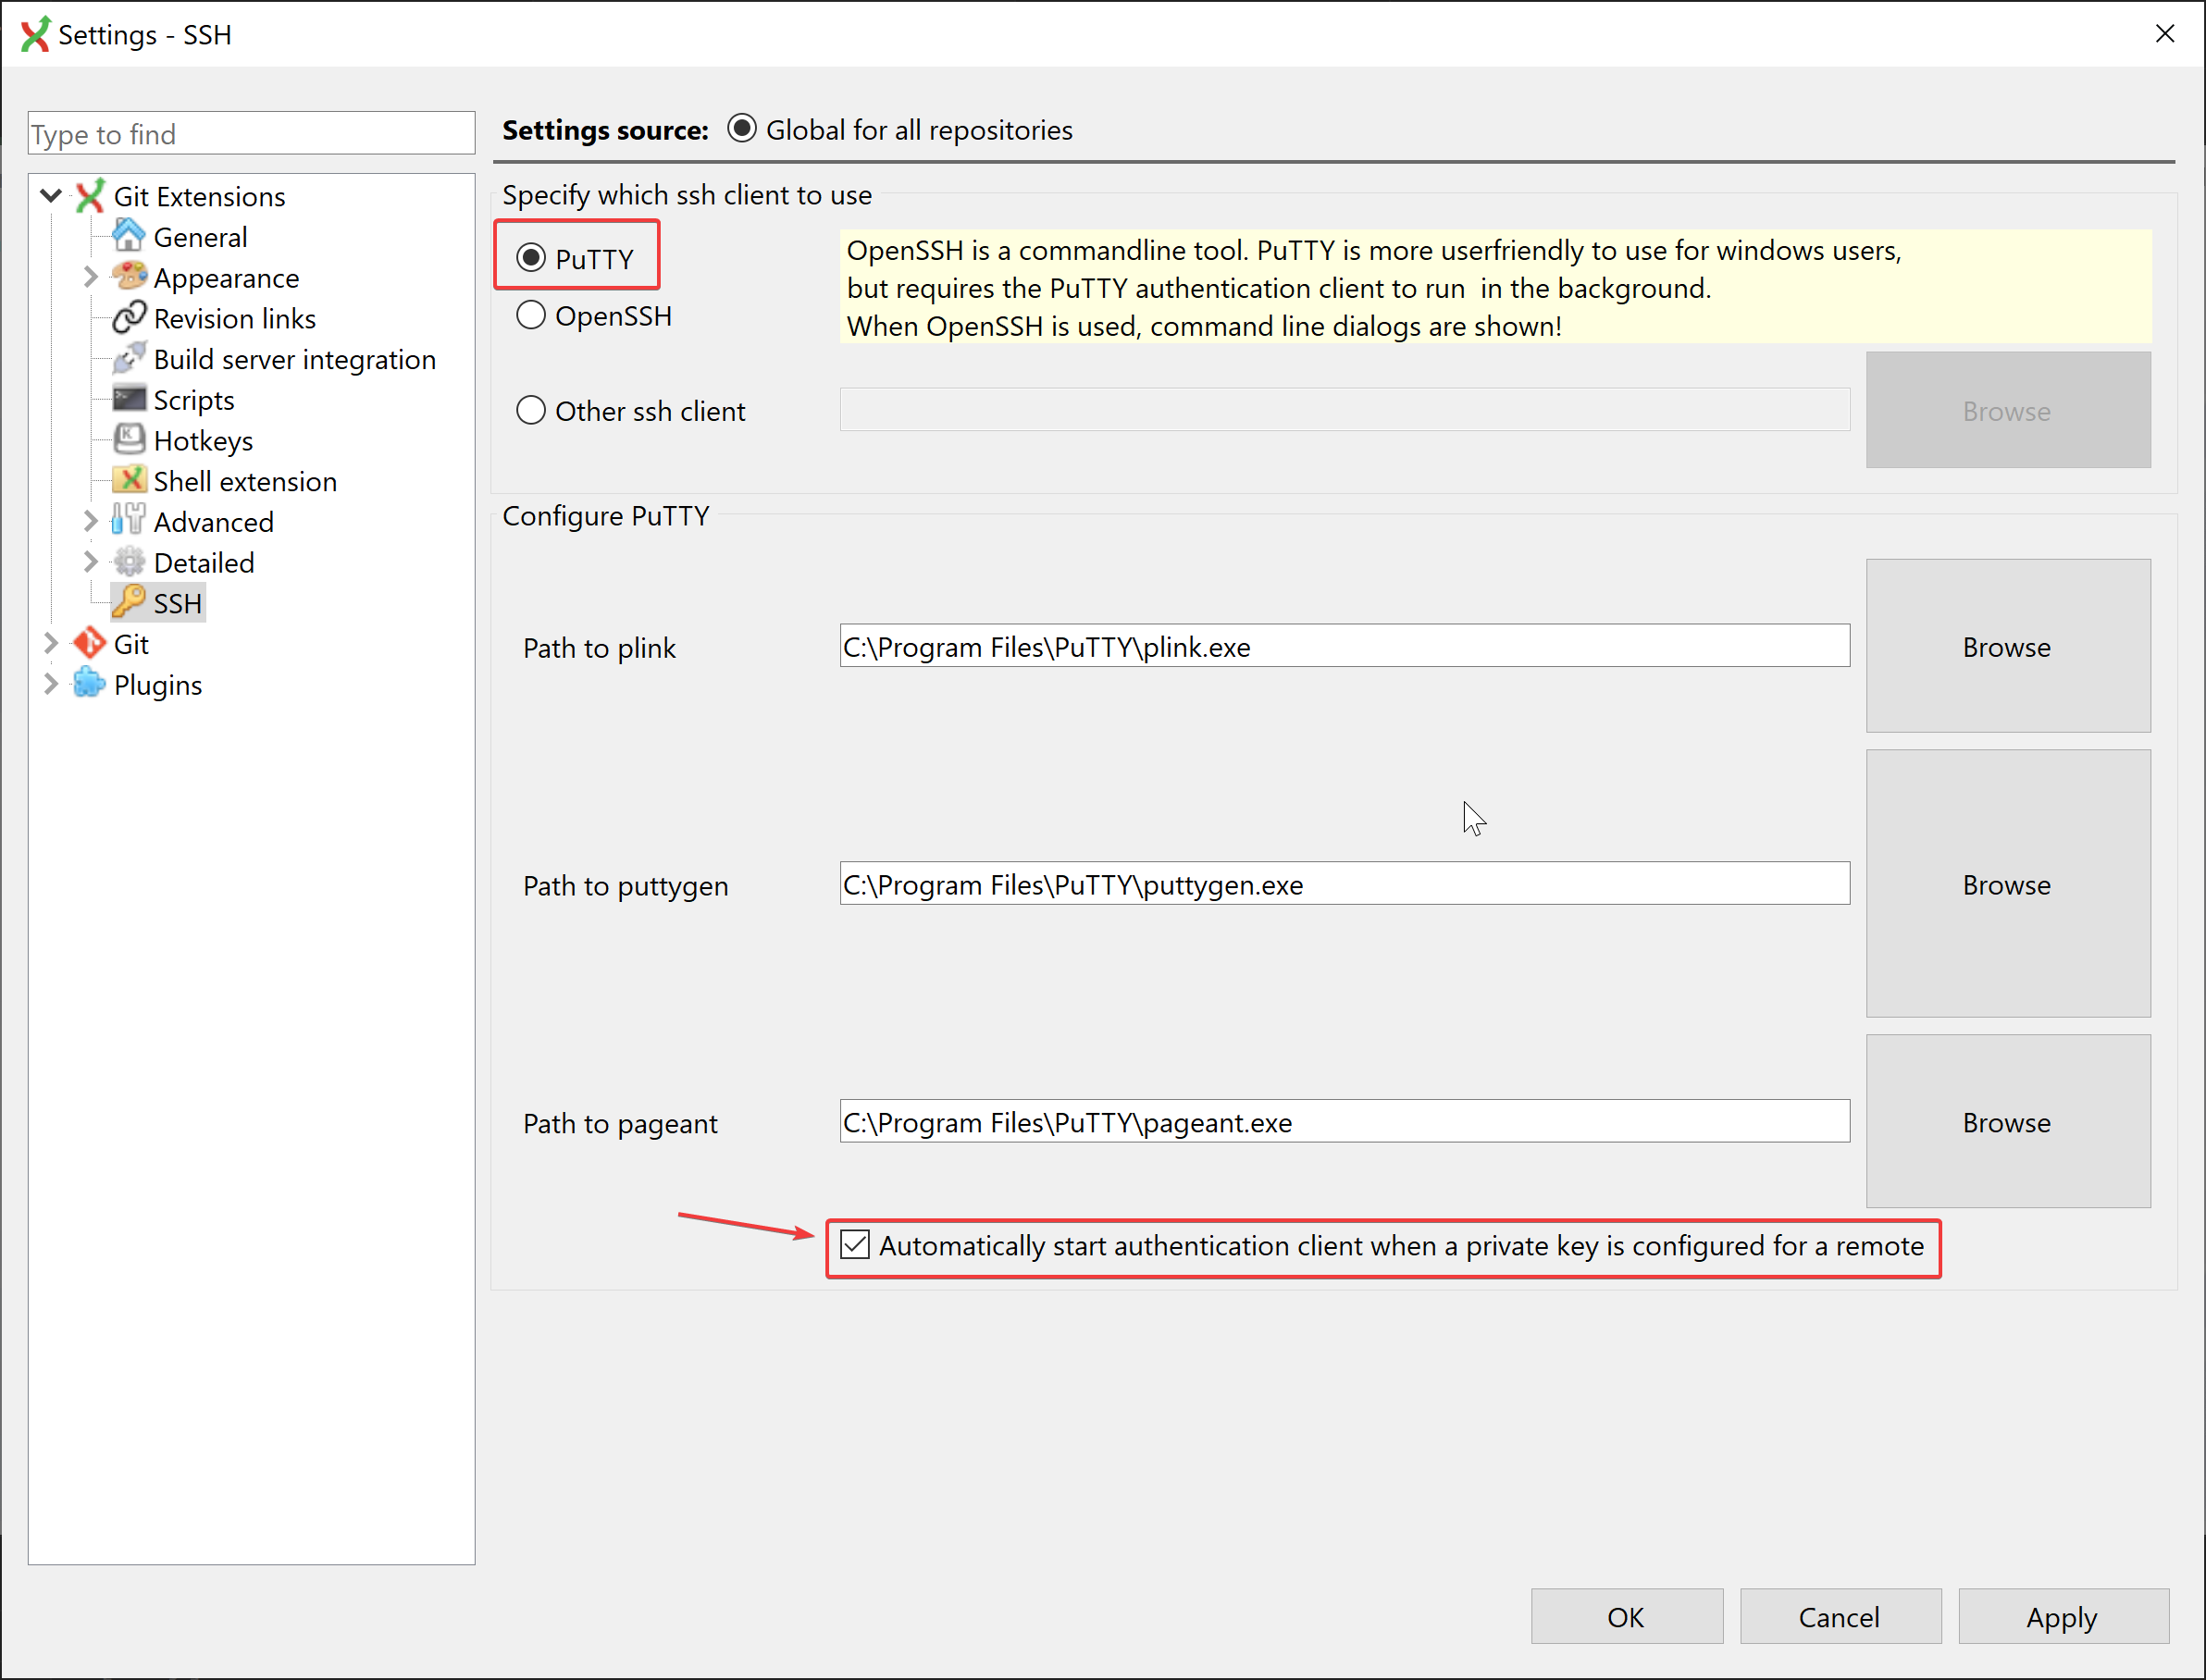 Settings - SSH
Type to find
Git Extensions
General
Appearance
Revision links
Build server integration
Scripts
Hotkeys
Shell extension
Advanced
Detailed
SSH
Git
Plugins
Settings source: Global for all repositories
Specify which ssh client to use
PuTTY
OpenSSH
OpenSSH is a commandline tool. PuTTY is more userfriendly to use for windows users,
but requires the PuTTY authentication client to run  in the background.
When OpenSSH is used, command line dialogs are shown!
Other ssh client
Browse
Configure PuTTY
Path to plink
C:\Program Files\PuTTY\plink.exe
Browse
Path to puttygen
C:\Program Files\PuTTY\puttygen.exe
Browse
Path to pageant
C:\Program Files\PuTTY\pageant.exe
Browse
Automatically start authentication client when a private key is configured for a remote
OK
Cancel
Apply